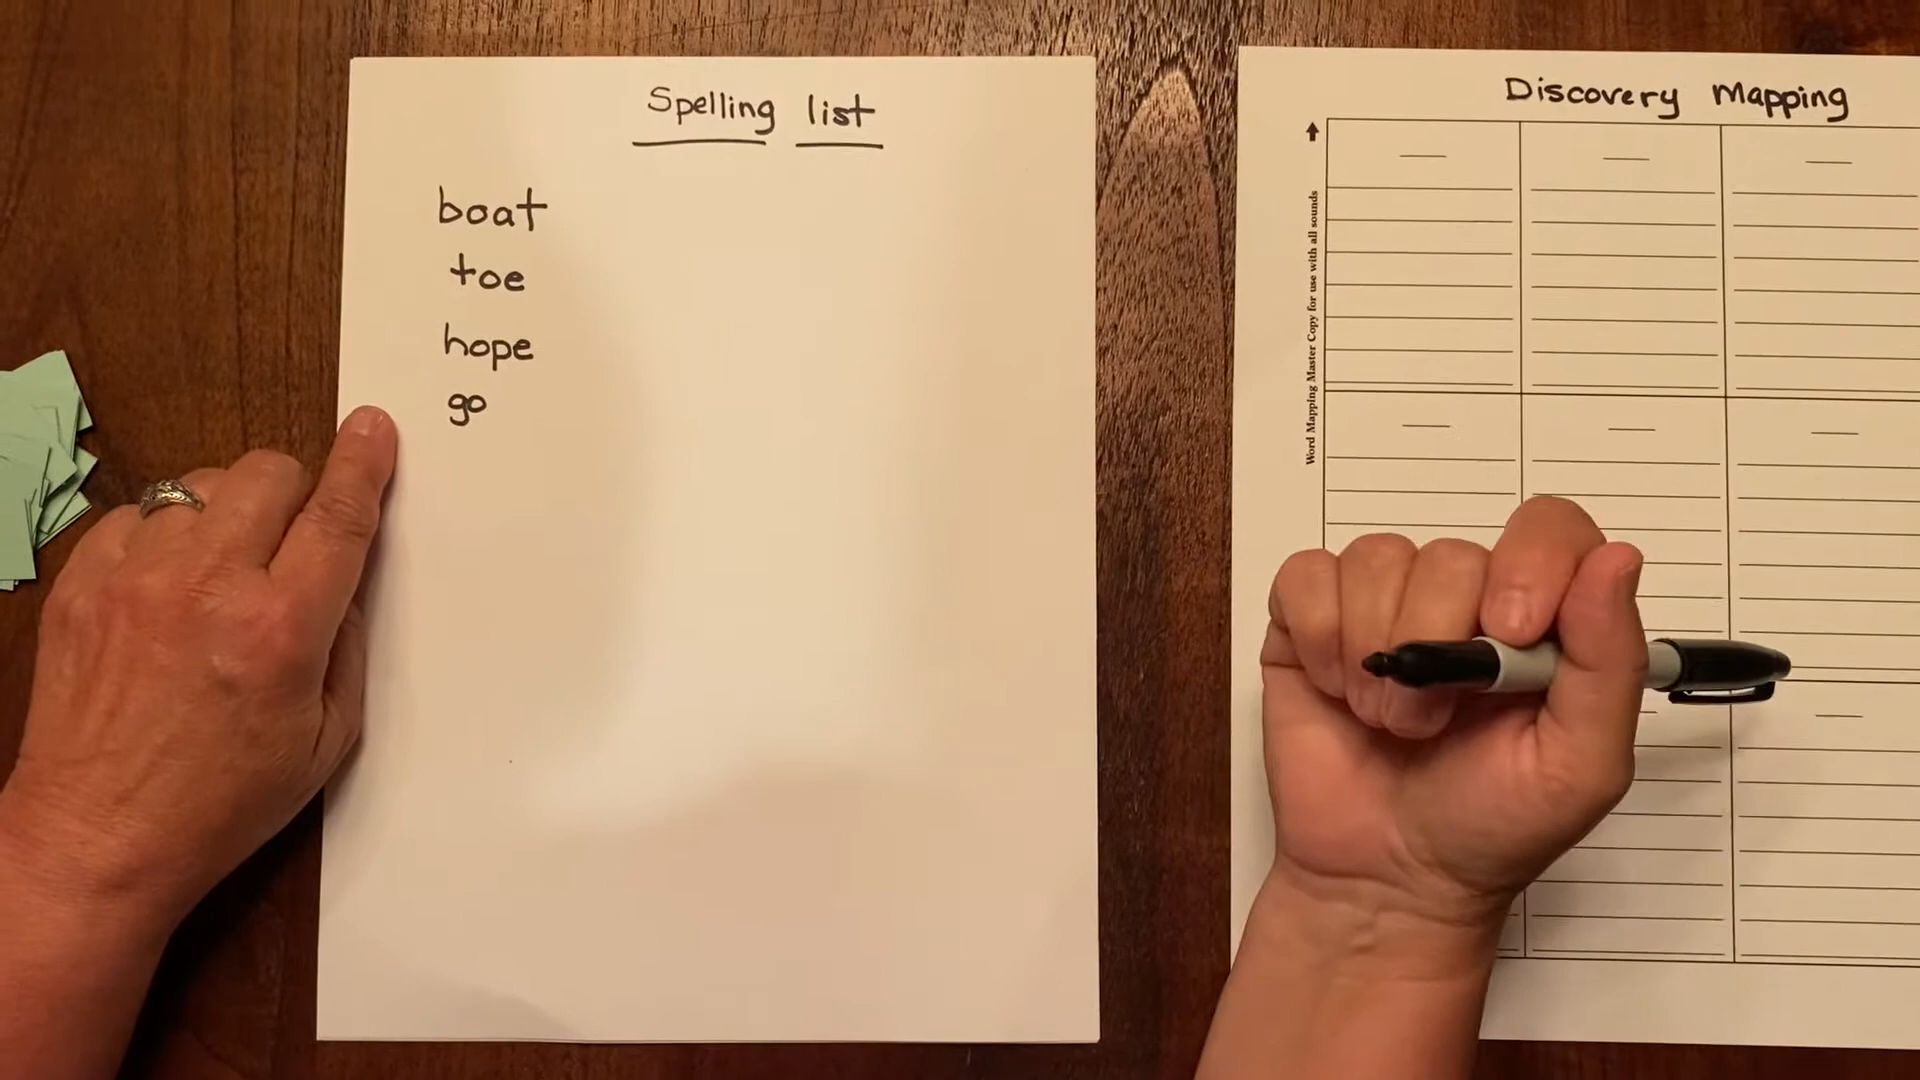 Spelling list
boat
toe
hope
go
Discovery Mapping
Word Mapping Master Copy for use with all sounds